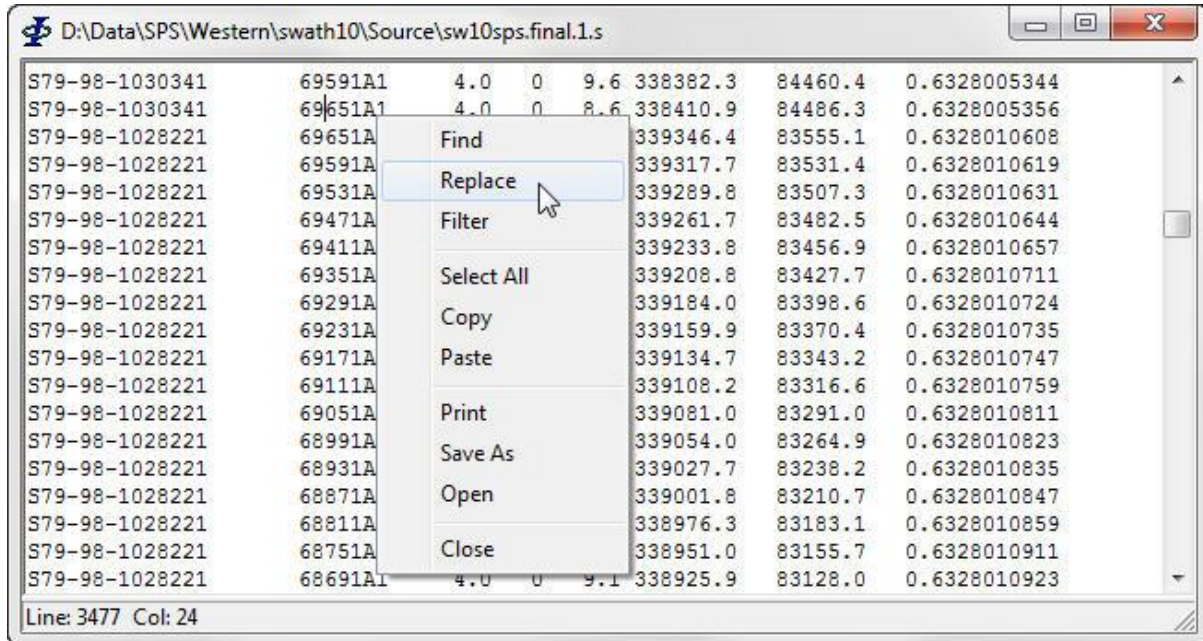 D:\Data\SPS\Western\swath10\Source\sw10sps.final.1.s
S79-98-1030341 69591A1 4.0 0 9.6 338382.3 84460.4 0.6328005344
S79-98-1030341 69651A1 4.0 0 8.6 338410.9 84486.3 0.6328005356
S79-98-1028221 69651A Find 339346.4 83555.1 0.6328010608
S79-98-1028221 69591A 339317.7 83531.4 0.6328010619
S79-98-1028221 69531A Replace 339289.8 83507.3 0.6328010631
S79-98-1028221 69471A Filter 339261.7 83482.5 0.6328010644
S79-98-1028221 69411A 339233.8 83456.9 0.6328010657
S79-98-1028221 69351A Select All 339208.8 83427.7 0.6328010711
S79-98-1028221 69291A 339184.0 83398.6 0.6328010724
S79-98-1028221 69231A Copy 339159.9 83370.4 0.6328010735
S79-98-1028221 69171A Paste 339134.7 83343.2 0.6328010747
S79-98-1028221 69111A 339108.2 83316.6 0.6328010759
S79-98-1028221 69051A Print 339081.0 83291.0 0.6328010811
S79-98-1028221 68991A Save As 339054.0 83264.9 0.6328010823
S79-98-1028221 68931A 339027.7 83238.2 0.6328010835
S79-98-1028221 68871A Open 339001.8 83210.7 0.6328010847
S79-98-1028221 68811A 338976.3 83183.1 0.6328010859
S79-98-1028221 68751A Close 338951.0 83155.7 0.6328010911
S79-98-1028221 68691A1 4.0 0 9.1 338925.9 83128.0 0.6328010923
Line: 3477 Col: 24